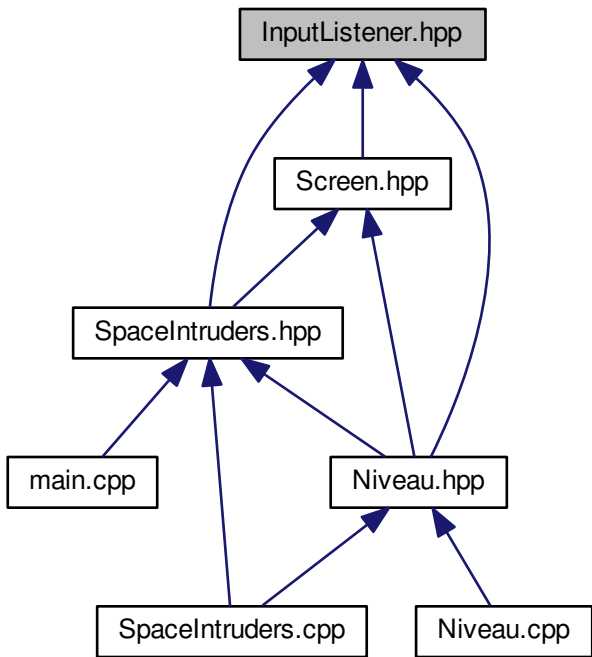 InputListener.hpp
Screen.hpp
SpaceIntruders.hpp
main.cpp
Niveau.hpp
SpaceIntruders.cpp
Niveau.cpp